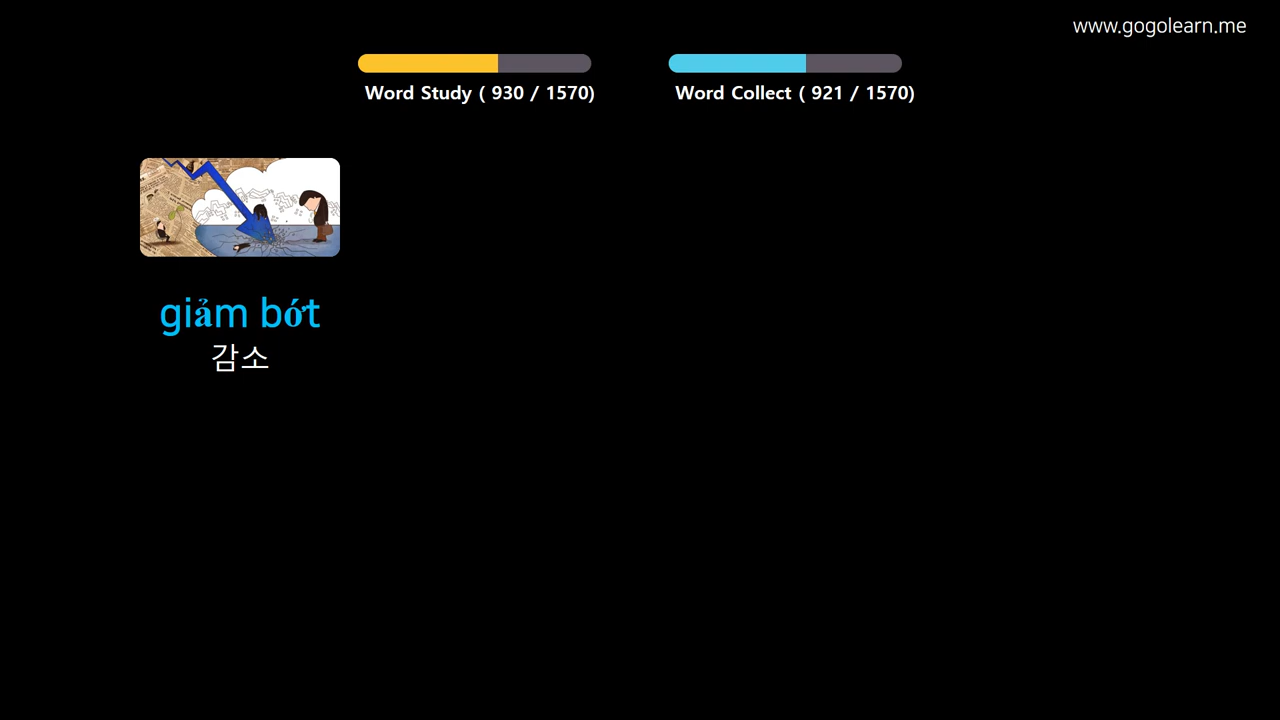 www.gogolearn.me
Word Study ( 930 / 1570)
Word Collect ( 921 / 1570)
giảm bớt
감소